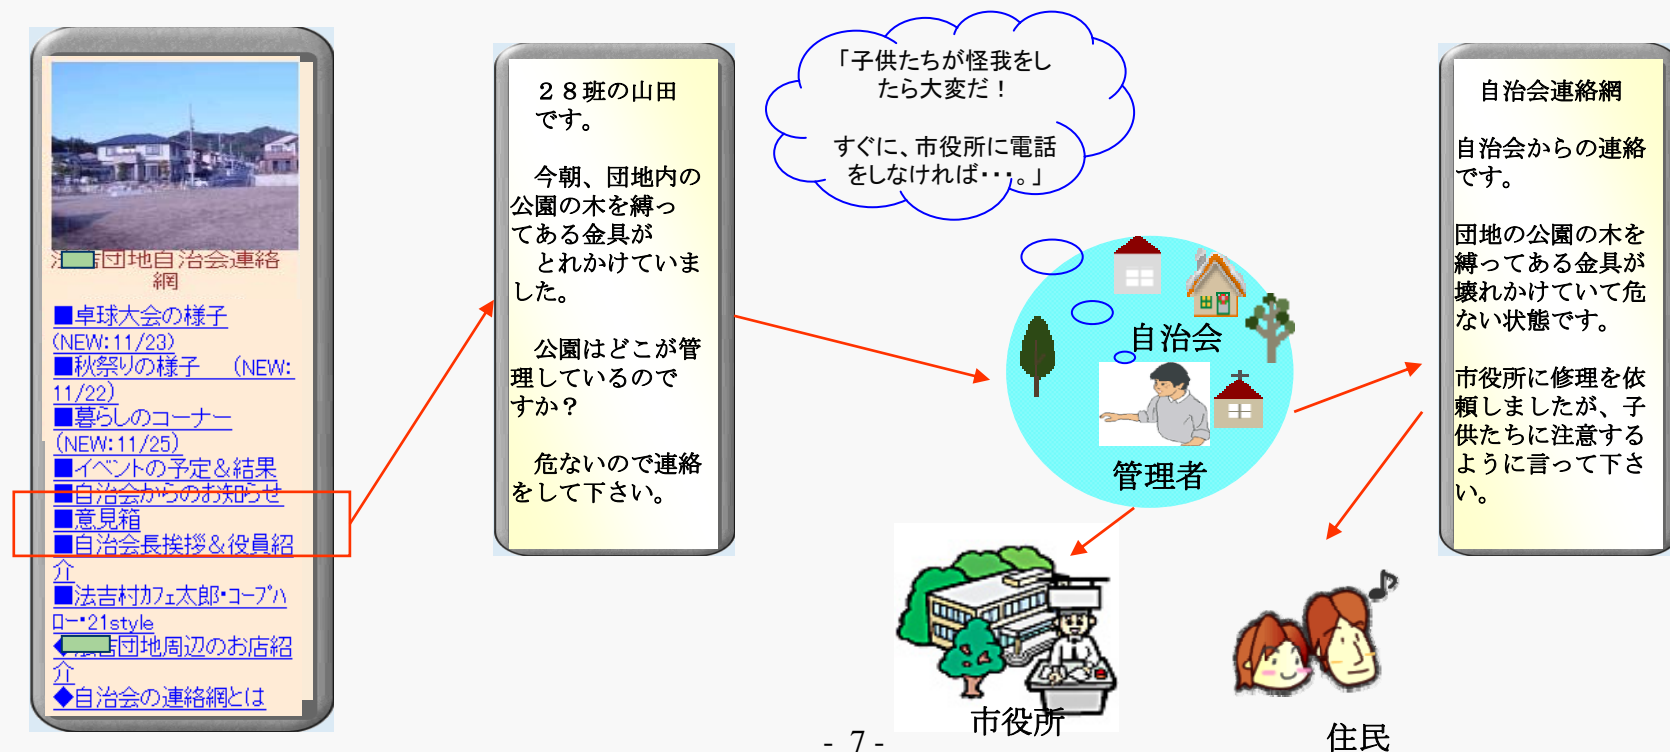 吉団地自治会連絡
網
■卓球大会の様子
(NEW:11/23)
■秋祭りの様子　(NEW:
11/22)
■暮らしのコーナー
(NEW:11/25)
■イベントの予定&結果
■自治会からのお知らせ
■意見箱
■自治会長挨拶&役員紹
介
■法吉村カフェ太郎・コープハ
ロー・21style
団地周辺のお店紹
介
◆自治会の連絡網とは
２８班の山田
です。
今朝、団地内の
公園の木を縛っ
てある金具が
とれかけていま
した。
公園はどこが管
理しているので
すか？
危ないので連絡
をして下さい。
「子供たちが怪我をし
たら大変だ！
すぐに、市役所に電話
をしなければ・・・。」
自治会
管理者
市役所
住民
自治会連絡網
自治会からの連絡
です。
団地の公園の木を
縛ってある金具が
壊れかけていて危
ない状態です。
市役所に修理を依
頼しましたが、子
供たちに注意する
ように言って下さ
い。
- 7 -